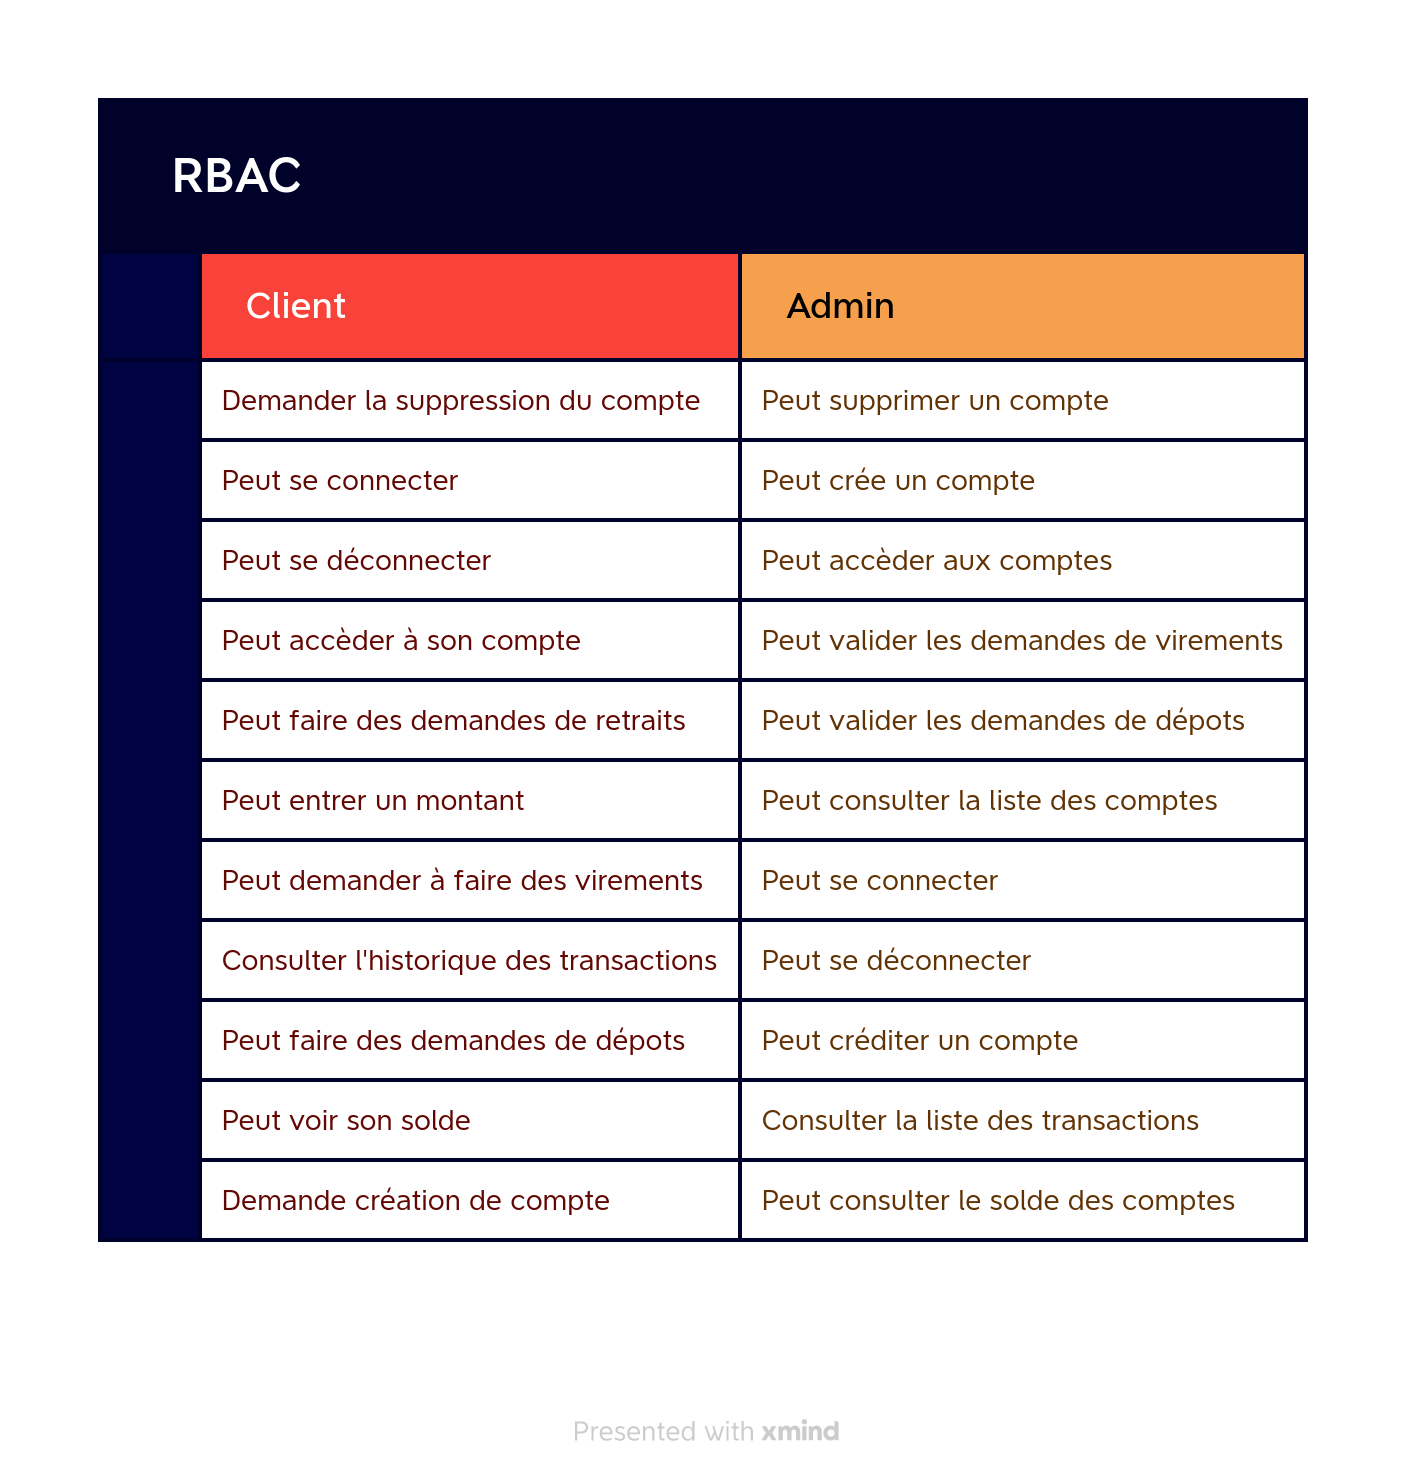 RBAC
Client
Admin
Demander la suppression du compte
Peut supprimer un compte
Peut se connecter
Peut crée un compte
Peut se déconnecter
Peut accèder aux comptes
Peut accèder à son compte
Peut valider les demandes de virements
Peut faire des demandes de retraits
Peut valider les demandes de dépots
Peut entrer un montant
Peut consulter la liste des comptes
Peut demander à faire des virements
Peut se connecter
Consulter l'historique des transactions
Peut se déconnecter
Peut faire des demandes de dépots
Peut créditer un compte
Peut voir son solde
Consulter la liste des transactions
Demande création de compte
Peut consulter le solde des comptes
Presented with xmind